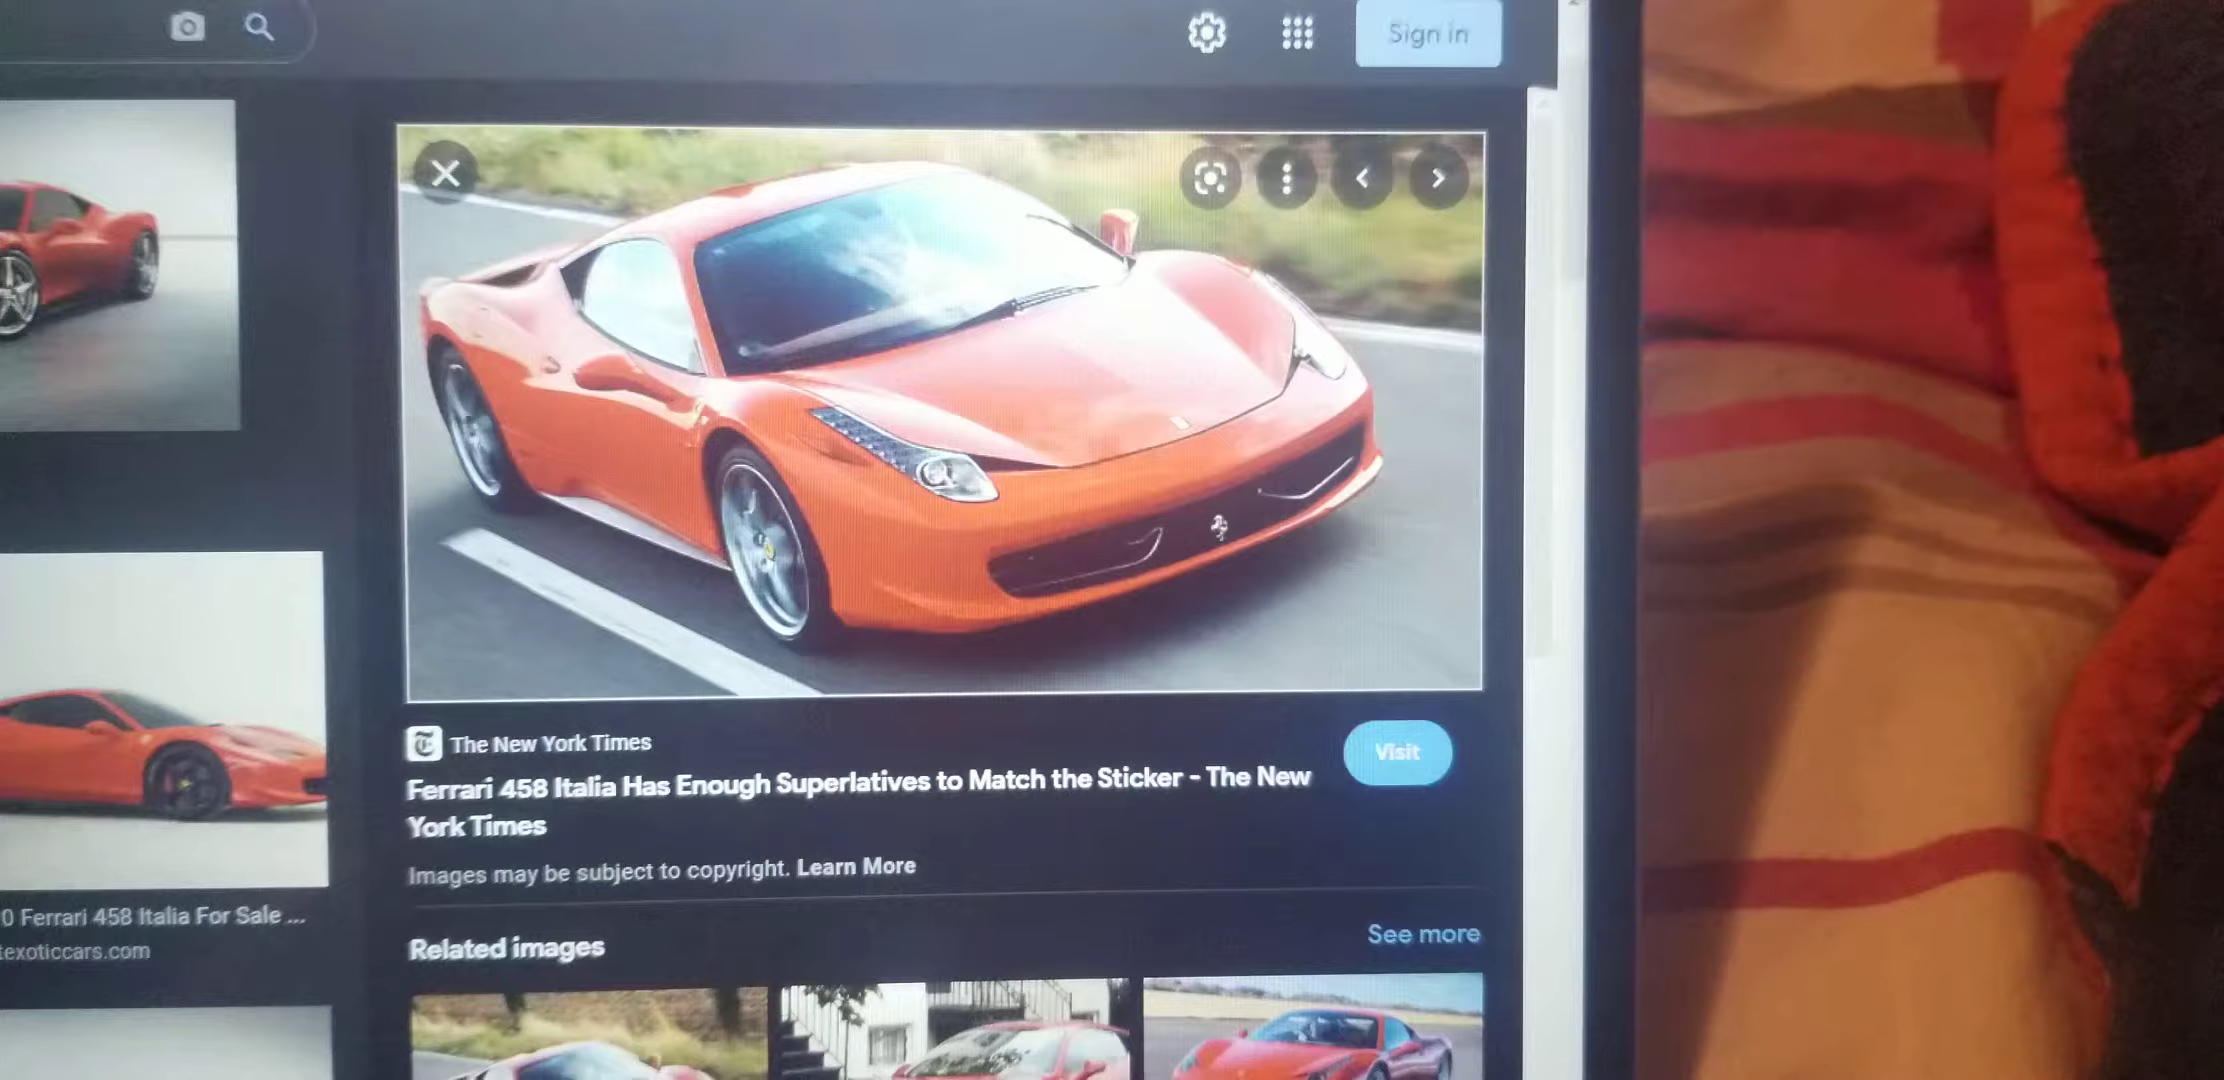 Sign in
The New York Times
Visit
Ferrari 458 Italia Has Enough Superlatives to Match the Sticker - The New
York Times
Images may be subject to copyright. Learn More
0 Ferrari 458 Italia For Sale ...
texoticcars.com
Related images
See more